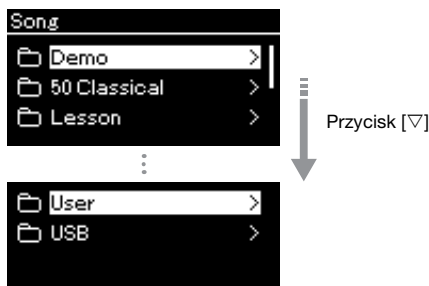 Song
Demo >
50 Classical >
Lesson >
Przycisk [▽]
User >
USB >